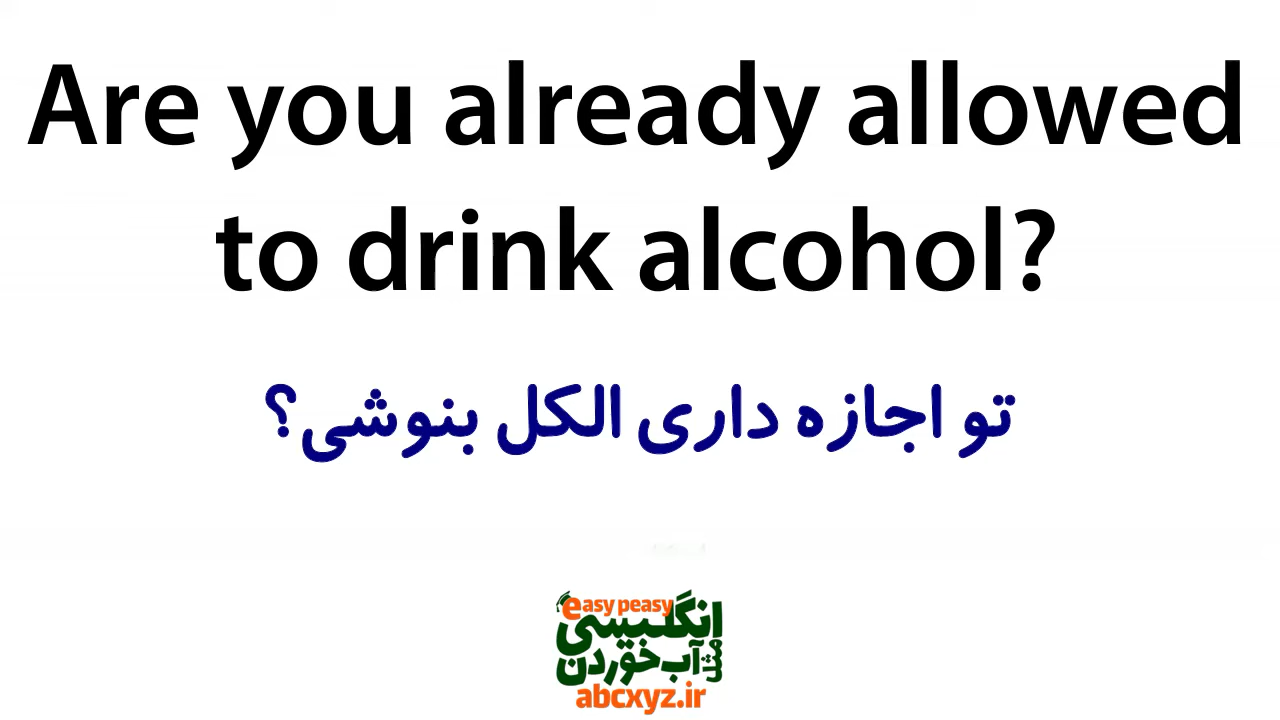 Are you already allowed
to drink alcohol?
تو اجازه داری الکل بنوشی؟
easy peasy
انگلیسی
مثل آب خوردن
abcxyz.ir